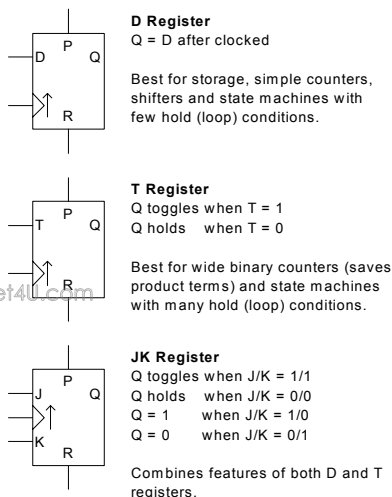 D Register
Q = D after clocked
P
D
Q
R
Best for storage, simple counters,
shifters and state machines with
few hold (loop) conditions.
T Register
Q toggles when T = 1
Q holds when T = 0
P
T
Q
R
Best for wide binary counters (saves
product terms) and state machines
with many hold (loop) conditions.
et4U.com
JK Register
Q toggles when J/K = 1/1
Q holds when J/K = 0/0
Q = 1 when J/K = 1/0
Q = 0 when J/K = 0/1
P
J
Q
K
R
Combines features of both D and T
registers.